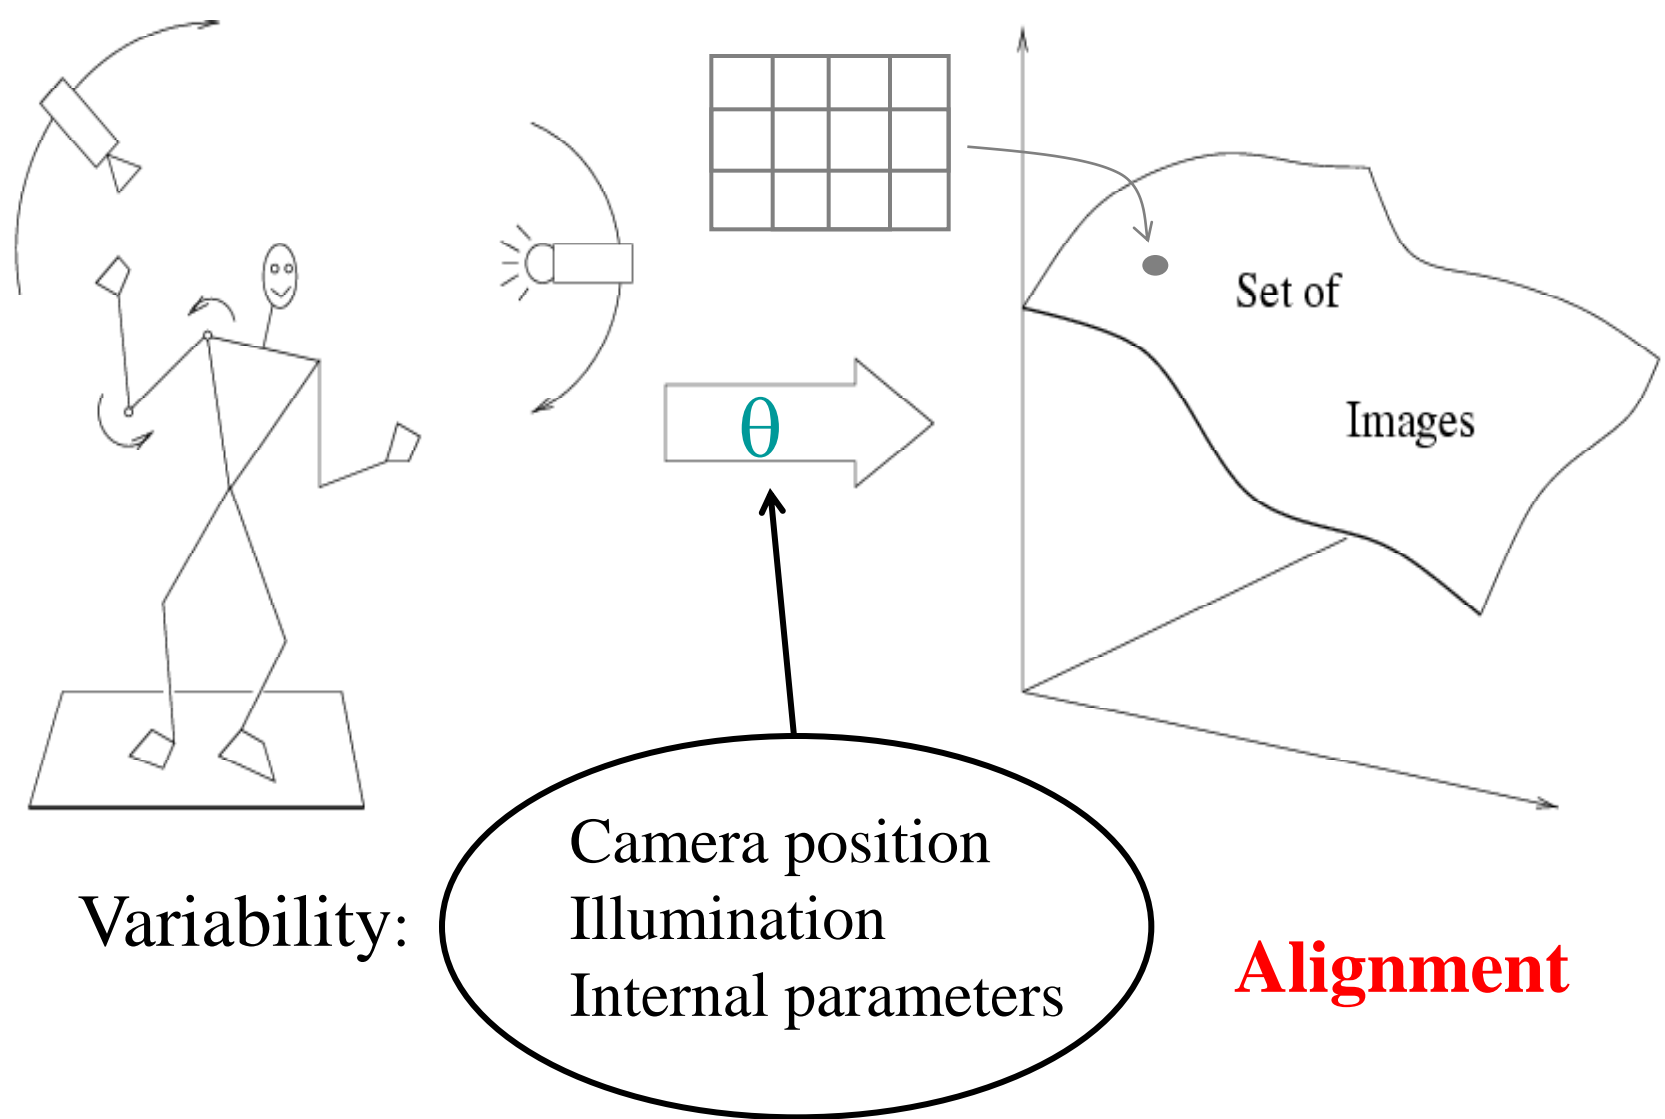 Set of
Images
θ
Variability:
Camera position
Illumination
Internal parameters
Alignment